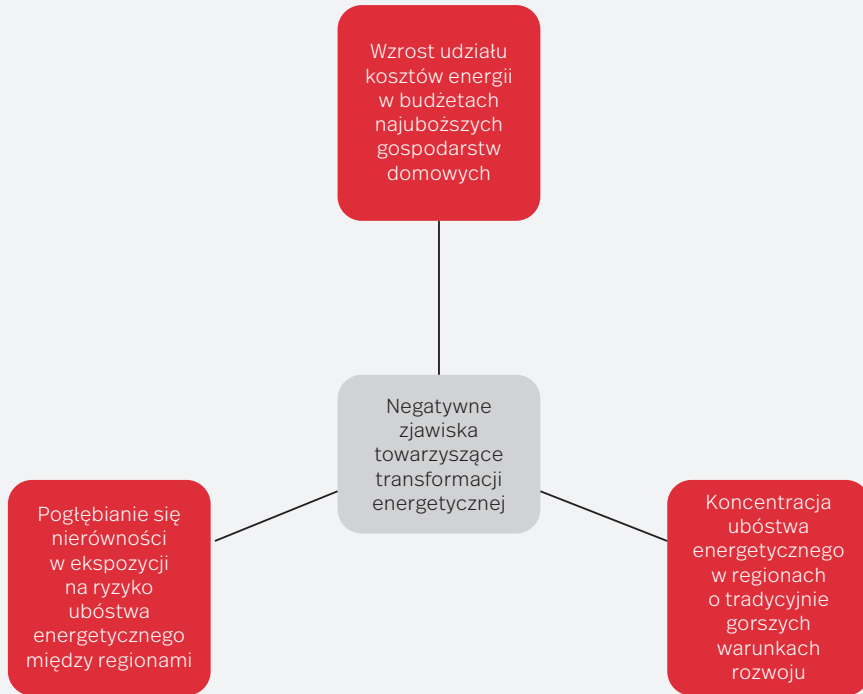 Wzrost udziału
kosztów energii
w budżetach
najuboższych
gospodarstw
domowych
Negatywne
zjawiska
towarzyszące
transformacji
energetycznej
Pogłębianie się
nierówności
w ekspozycji
na ryzyko
ubóstwa
energetycznego
między regionami
Koncentracja
ubóstwa
energetycznego
w regionach
o tradycyjnie
gorszych
warunkach
rozwoju